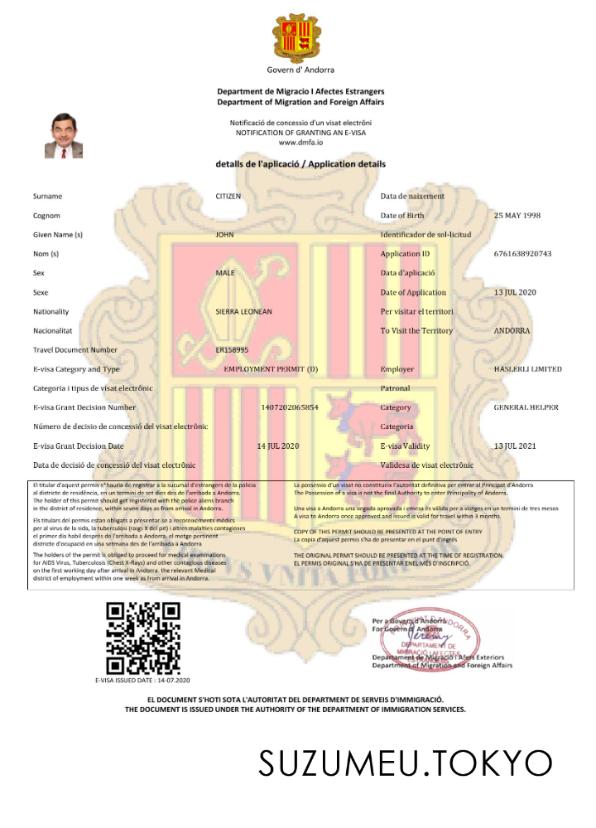 Govern d' Andorra
Department de Migracio I Afectes Estrangers
Department of Migration and Foreign Affairs
Notificació de concessio d'un visat electrôni
NOTIFICATION OF GRANTING AN E-VISA
www.dmfa.io
details de l'aplicació / Application details
Surname CITIZEN Data de naixement
Cognom Date of Birth 25 MAY 1998
Given Name (s) JOHN Identificador de sol·licitud
Nom (s) Application ID 6761638920743
Sex MALE Data d'aplicació
Sexe Date of Application 13 JUL 2020
Nationality SIERRA LEONEAN Per visitar el territori
Nacionalitat To Visit the Territory ANDORRA
Travel Document Number ER158995
E-visa Category and Type EMPLOYMENT PERMIT (D) Employer HASLERLI LIMITED
Categoria i tipus de visat electrònic Patronal
E-visa Grant Decision Number 1407202065H54 Category GENERAL HELPER
Número de decisio de concessió del visat electrònic Categoria
E-visa Grant Decision Date 14 JUL 2020 E-visa Validity 13 JUL 2021
Data de decisió de concessió del visat electrònic Validesa de visat electrònic
El titular d'aquest permís n'hauria de registrar a la sucursal d'estrangers de la policia
al districte de residència, en un termini de set dies des de l'arribada a Andorra.
The holder of this permit should get registered with the police aliens branch
in the district of residence, within seven days as from arrival in Andorra.
Els titulars del permís estan obligats a presentar-se a reconeixements mèdics
per al virus de la sida, la tuberculosi (raigs X del pit) i altres malalties contagioses
el primer dia hàbil després de l'arribada a Andorra, el metge pertinent
districte d'ocupació en una setmana des de l'arribada a Andorra.
The holders of the permit is obliged to proceed for medical examinations
for AIDS Virus, Tuberculosis (Chest X-Rays) and other contagious diseases
on the first working day after arrival in Andorra, the relevant Medical
district of employment within one week as from arrival in Andorra.
La possessió d'un visat no constitueix l'autoritat definitiva per entrar al Principat d'Andorra
The Possession of a visa is not the final Authority to enter Principality of Andorra.
Una visa a Andorra una vegada aprovada i emesa és vàlida per a viatges en un termini de tres mesos
A visa to Andorra once approved and issued is valid for travel within 3 months.
COPY OF THIS PERMIT SHOULD BE PRESENTED AT THE POINT OF ENTRY
La copia d'aquest permís s'ha de presentar en el punt d'ingrés
THE ORIGINAL PERMIT SHOULD BE PRESENTED AT THE TIME OF REGISTRATION.
EL PERMIS ORIGINAL S'HA DE PRESENTAR EN EL MÉS D'INSCRIPCIÓ.
E-VISA ISSUED DATE : 14-07-2020
Per a Govern d'Andorra
For Govern d' Andorra
Departament de Migració i Afers Exteriors
Department of Migration and Foreign Affairs
EL DOCUMENT S'HOTI SOTA L'AUTORITAT DEL DEPARTMENT DE SERVEIS D'IMMIGRACIÓ.
THE DOCUMENT IS ISSUED UNDER THE AUTHORITY OF THE DEPARTMENT OF IMMIGRATION SERVICES.
SUZUMEU.TOKYO